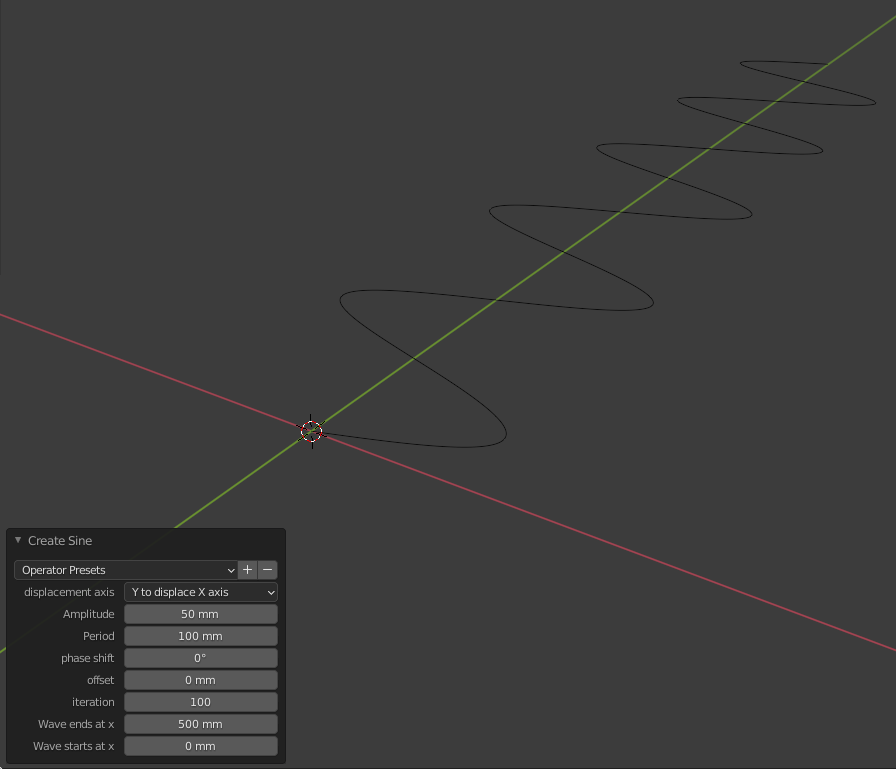 Create Sine
Operator Presets + −
displacement axis Y to displace X axis
Amplitude 50 mm
Period 100 mm
phase shift 0°
offset 0 mm
iteration 100
Wave ends at x 500 mm
Wave starts at x 0 mm